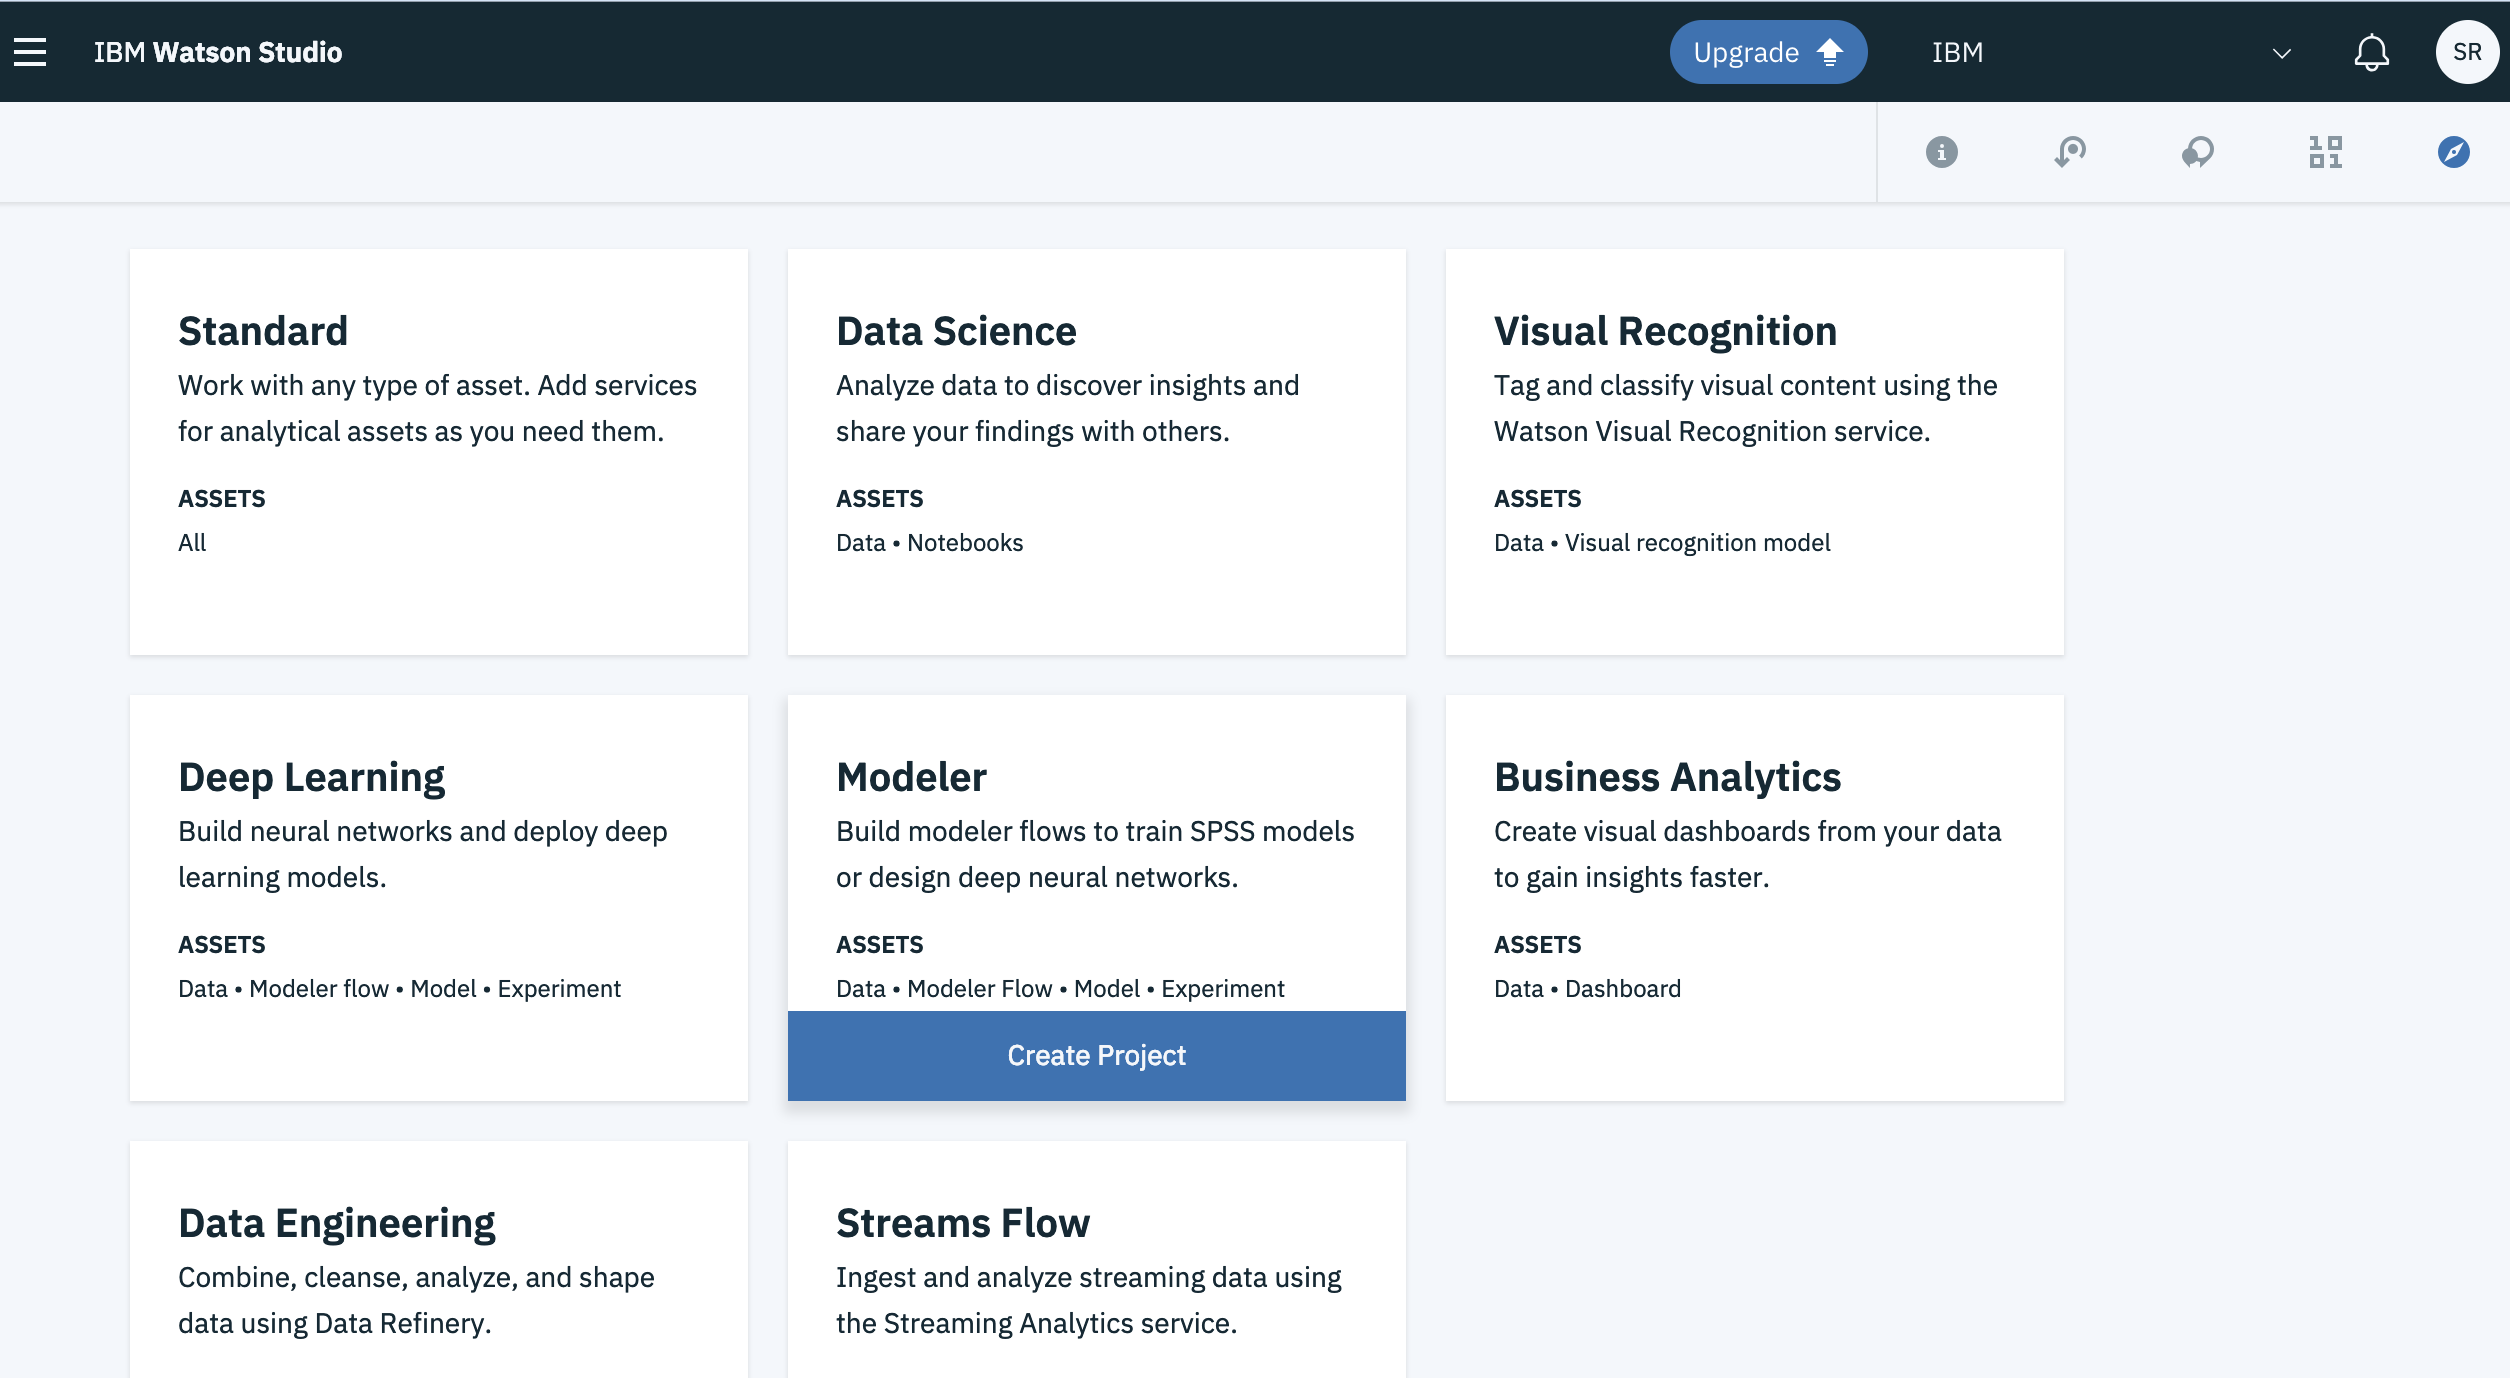 IBM Watson Studio
Upgrade
IBM
SR
Standard
Work with any type of asset. Add services
for analytical assets as you need them.
ASSETS
All
Data Science
Analyze data to discover insights and
share your findings with others.
ASSETS
Data • Notebooks
Visual Recognition
Tag and classify visual content using the
Watson Visual Recognition service.
ASSETS
Data • Visual recognition model
Deep Learning
Build neural networks and deploy deep
learning models.
ASSETS
Data • Modeler flow • Model • Experiment
Modeler
Build modeler flows to train SPSS models
or design deep neural networks.
ASSETS
Data • Modeler Flow • Model • Experiment
Create Project
Business Analytics
Create visual dashboards from your data
to gain insights faster.
ASSETS
Data • Dashboard
Data Engineering
Combine, cleanse, analyze, and shape
data using Data Refinery.
Streams Flow
Ingest and analyze streaming data using
the Streaming Analytics service.